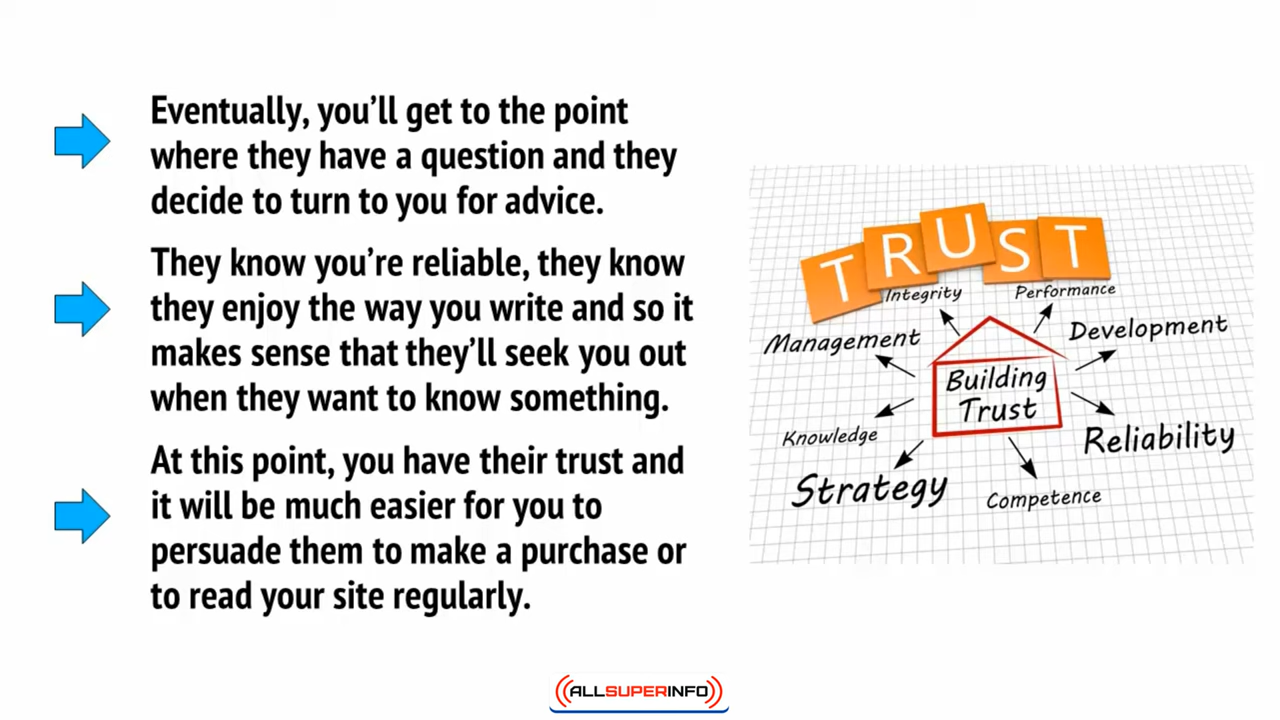 Eventually, you’ll get to the point
where they have a question and they
decide to turn to you for advice.
They know you’re reliable, they know
they enjoy the way you write and so it
makes sense that they’ll seek you out
when they want to know something.
At this point, you have their trust and
it will be much easier for you to
persuade them to make a purchase or
to read your site regularly.
TRUST
Integrity
Performance
Management
Development
Building
Trust
Knowledge
Reliability
Strategy
Competence
ALLSUPERINFO